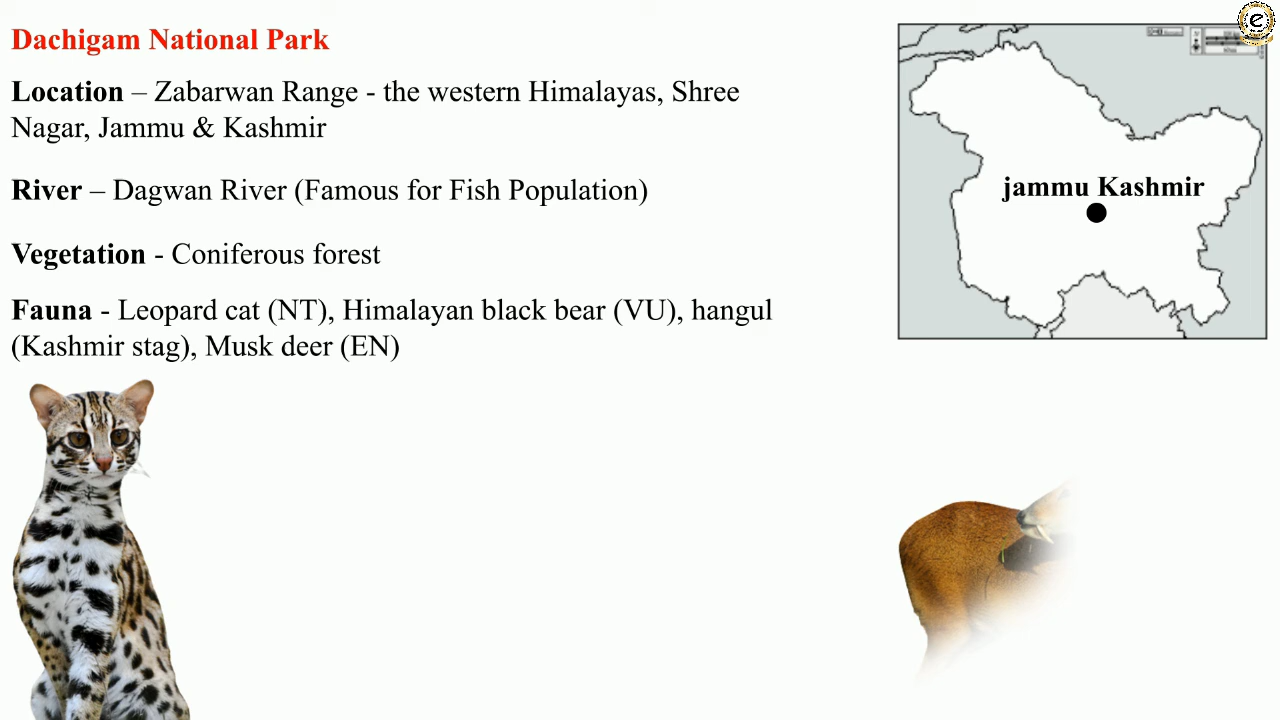 Dachigam National Park
Location – Zabarwan Range - the western Himalayas, Shree
Nagar, Jammu & Kashmir
River – Dagwan River (Famous for Fish Population)
Vegetation - Coniferous forest
Fauna - Leopard cat (NT), Himalayan black bear (VU), hangul
(Kashmir stag), Musk deer (EN)
jammu Kashmir
e